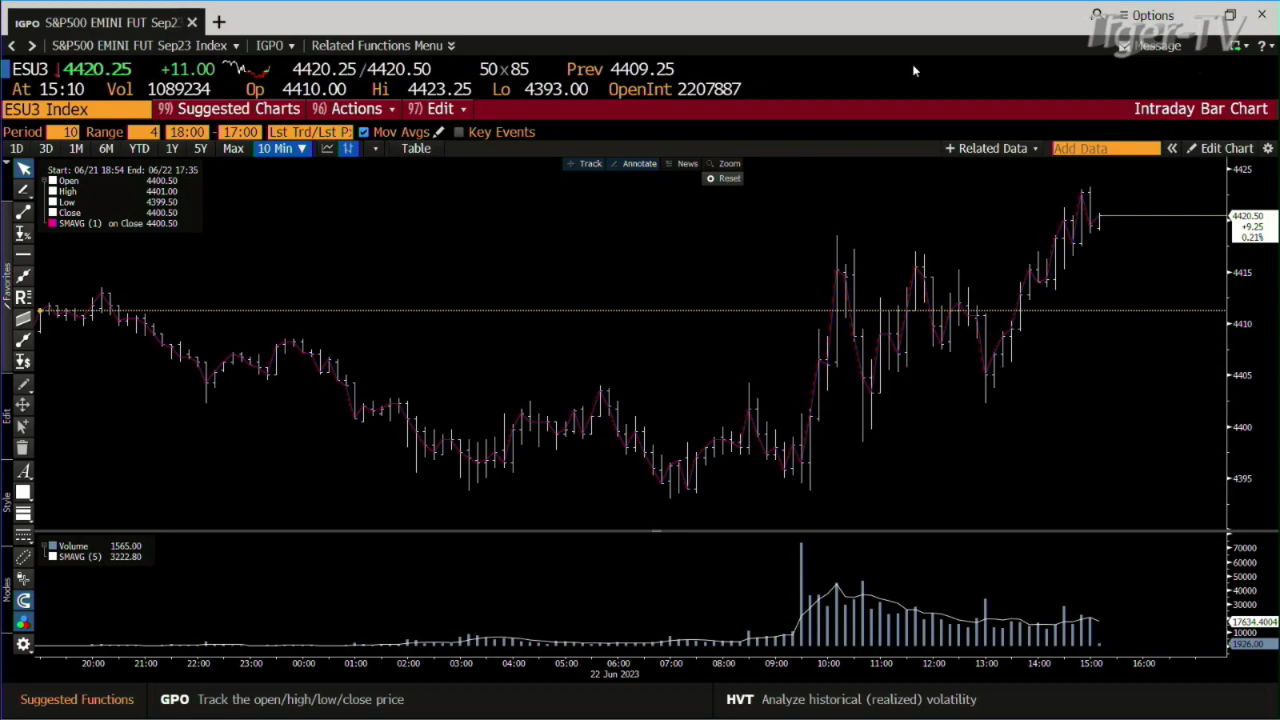 IGPO S&P500 EMINI FUT Sep23
Options
S&P500 EMINI FUT Sep23 Index IGPO Related Functions Menu
Message
Tiger-TV
ESU3 4420.25 +11.00 4420.25/4420.50 50x85 Prev 4409.25
At 15:10 Vol 1089234 Op 4410.00 Hi 4423.25 Lo 4393.00 OpenInt 2207887
ESU3 Index 99) Suggested Charts 96) Actions 97) Edit Intraday Bar Chart
Period 10 Range 4 18:00 - 17:00 Lst Trd/Lst P Mov Avgs Key Events
1D 3D 1M 6M YTD 1Y 5Y Max 10 Min Table + Related Data Add Data Edit Chart
Track Annotate News Zoom
Reset
Start: 06/21 18:54 End: 06/22 17:35
Open 4400.50
High 4401.00
Low 4399.50
Close 4400.50
SMAVG (1) on Close 4400.50
4425
4420.50
+9.25
0.21%
4415
4410
4405
4400
4395
Favorites
Edit
Style
Modes
Volume 1565.00
SMAVG (5) 3222.80
70000
60000
50000
40000
30000
17634.4004
10000
1926.00
20:00 21:00 22:00 23:00 00:00 01:00 02:00 03:00 04:00 05:00 06:00 07:00 08:00 09:00 10:00 11:00 12:00 13:00 14:00 15:00 16:00
22 Jun 2023
Suggested Functions GPO Track the open/high/low/close price HVT Analyze historical (realized) volatility